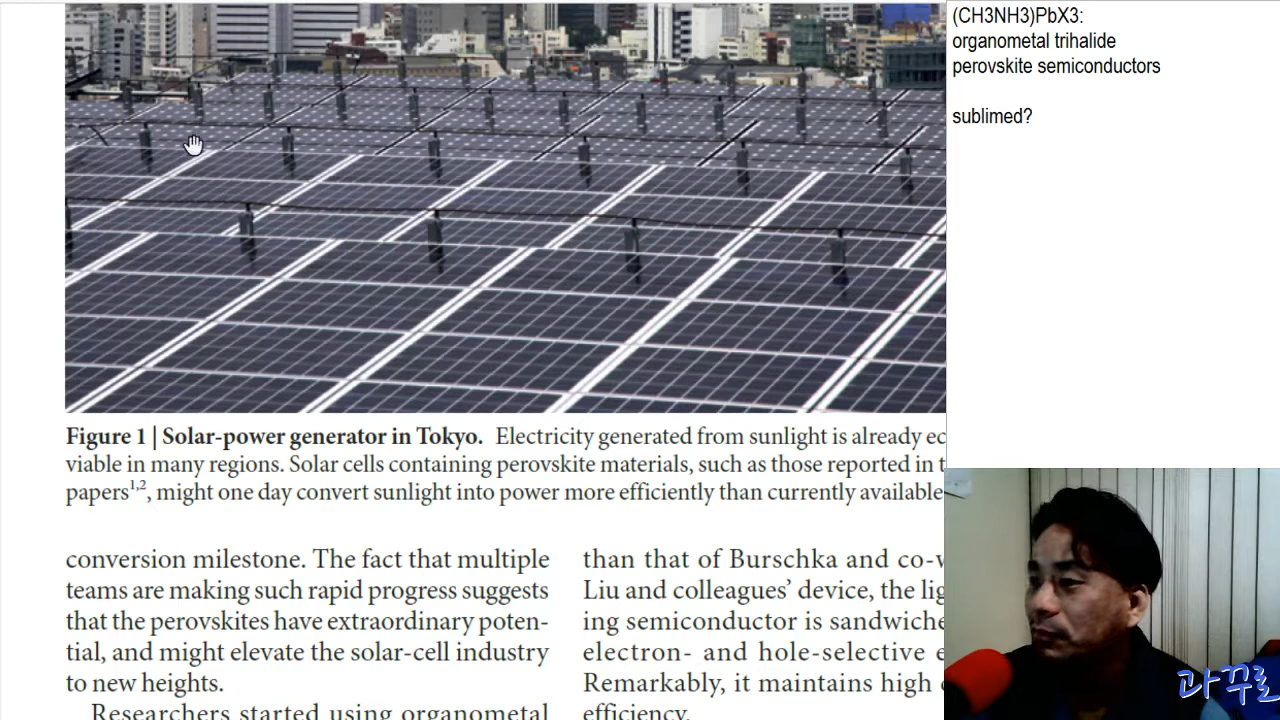 (CH3NH3)PbX3:
organometal trihalide
perovskite semiconductors
sublimed?
Figure 1 | Solar-power generator in Tokyo. Electricity generated from sunlight is already ec
viable in many regions. Solar cells containing perovskite materials, such as those reported in t
papers1,2, might one day convert sunlight into power more efficiently than currently available
conversion milestone. The fact that multiple
teams are making such rapid progress suggests
that the perovskites have extraordinary poten-
tial, and might elevate the solar-cell industry
to new heights.
Researchers started using organometal
than that of Burschka and co-w
Liu and colleagues’ device, the lig
ing semiconductor is sandwiche
electron- and hole-selective e
Remarkably, it maintains high
efficiency.
과꾸로